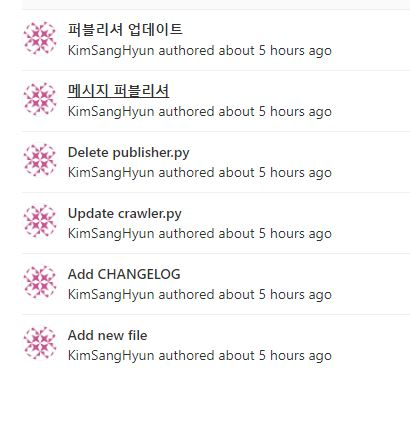 퍼블리셔 업데이트
KimSangHyun authored about 5 hours ago
메시지 퍼블리셔
KimSangHyun authored about 5 hours ago
Delete publisher.py
KimSangHyun authored about 5 hours ago
Update crawler.py
KimSangHyun authored about 5 hours ago
Add CHANGELOG
KimSangHyun authored about 5 hours ago
Add new file
KimSangHyun authored about 5 hours ago